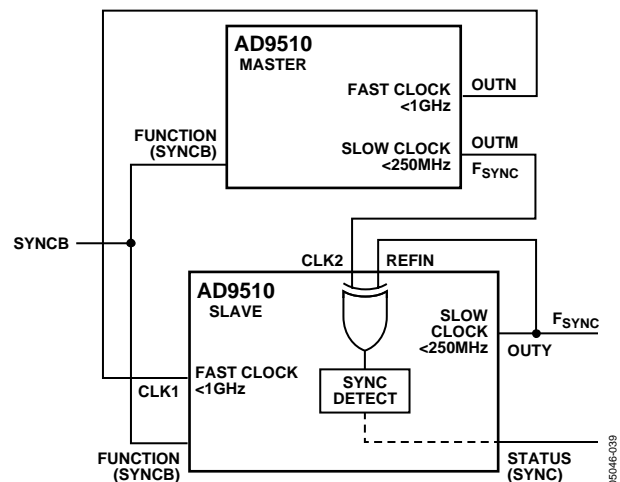 AD9510
MASTER
FAST CLOCK
<1GHz
OUTN
FUNCTION
(SYNCB)
SLOW CLOCK
<250MHz
OUTM
FSYNC
SYNCB
CLK2
REFIN
AD9510
SLAVE
SLOW
CLOCK
<250MHz
FSYNC
OUTY
FAST CLOCK
<1GHz
CLK1
SYNC
DETECT
FUNCTION
(SYNCB)
STATUS
(SYNC)
05046-039